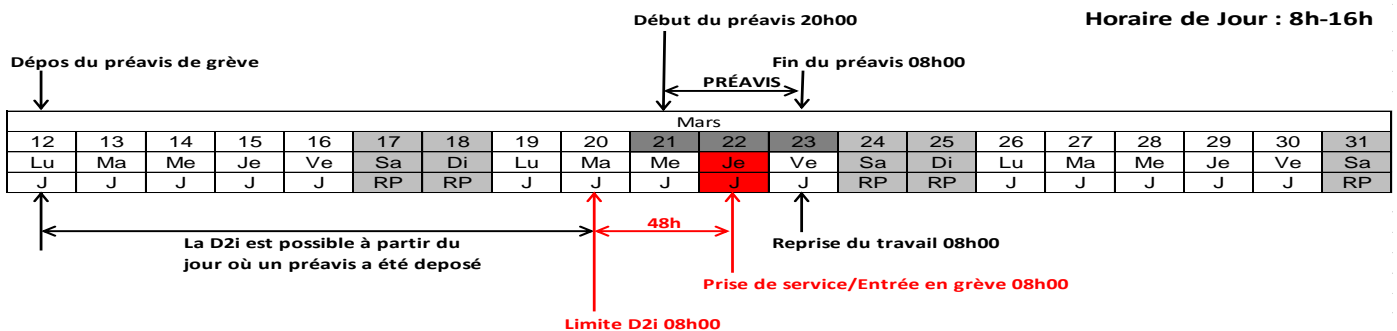 Début du préavis 20h00
Horaire de Jour : 8h-16h
Dépos du préavis de grève
Fin du préavis 08h00
PRÉAVIS
Mars
12 13 14 15 16 17 18 19 20 21 22 23 24 25 26 27 28 29 30 31
Lu Ma Me Je Ve Sa Di Lu Ma Me Je Ve Sa Di Lu Ma Me Je Ve Sa
J J J J J RP RP J J J J J RP RP J J J J J RP
48h
La D2i est possible à partir du
jour où un préavis a été deposé
Reprise du travail 08h00
Prise de service/Entrée en grève 08h00
Limite D2i 08h00